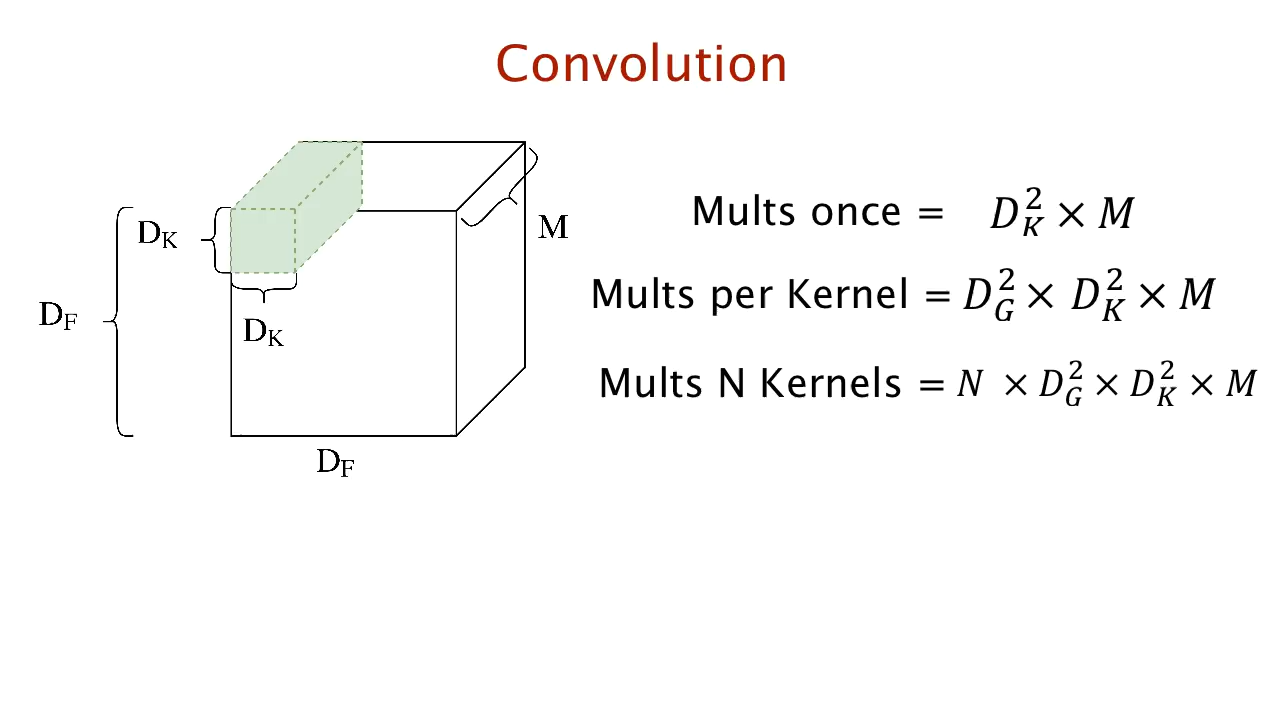 Convolution
D_K
D_F
D_K
D_F
M
Mults once = D_K^2 × M
Mults per Kernel = D_G^2 × D_K^2 × M
Mults N Kernels = N × D_G^2 × D_K^2 × M